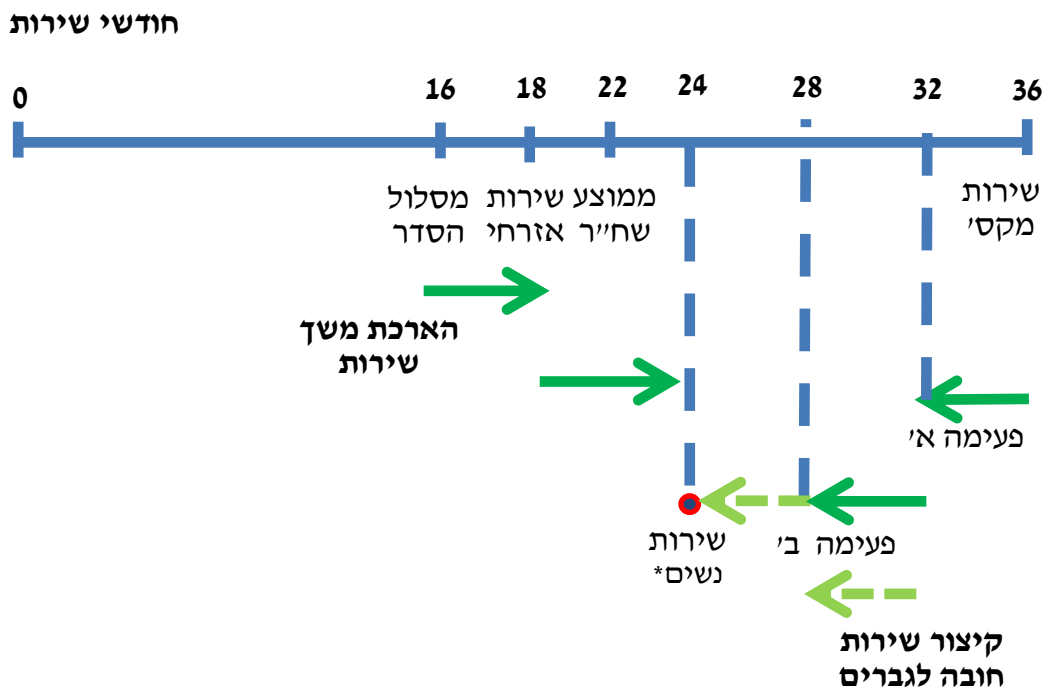 חודשי שירות
0 16 18 22 24 28 32 36
מסלול
הסדר
שירות
אזרחי
ממוצע
שח״ר
שירות
מקס׳
הארכת משך
שירות
פעימה א׳
פעימה ב׳
שירות
נשים*
קיצור שירות
חובה לגברים